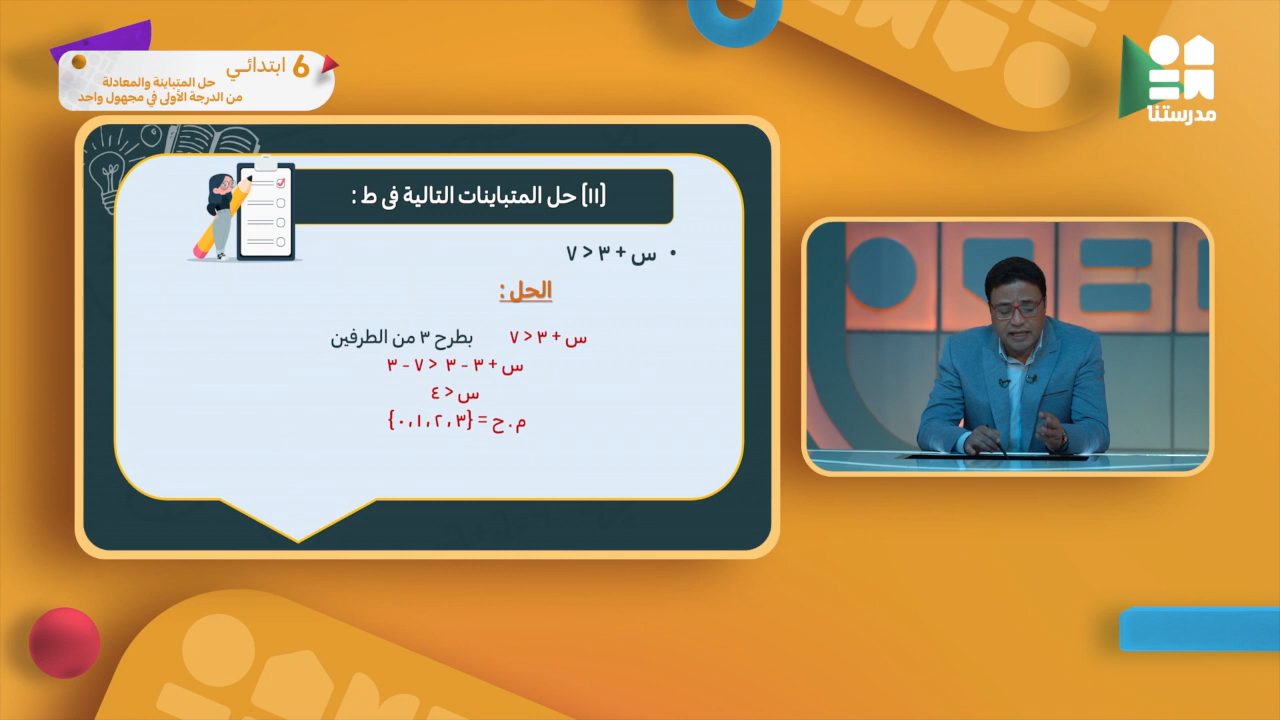 6 ابتدائـي
حل المتباينة والمعادلة
من الدرجة الأولى في مجهول واحد
مدرستنا
(١١) حل المتباينات التالية فى ط :
• س + ٣ < ٧
الحل :
س + ٣ < ٧ بطرح ٣ من الطرفين
س + ٣ - ٣ < ٧ - ٣
س < ٤
م . ح = {٣ ، ٢ ، ١ ، ٠}